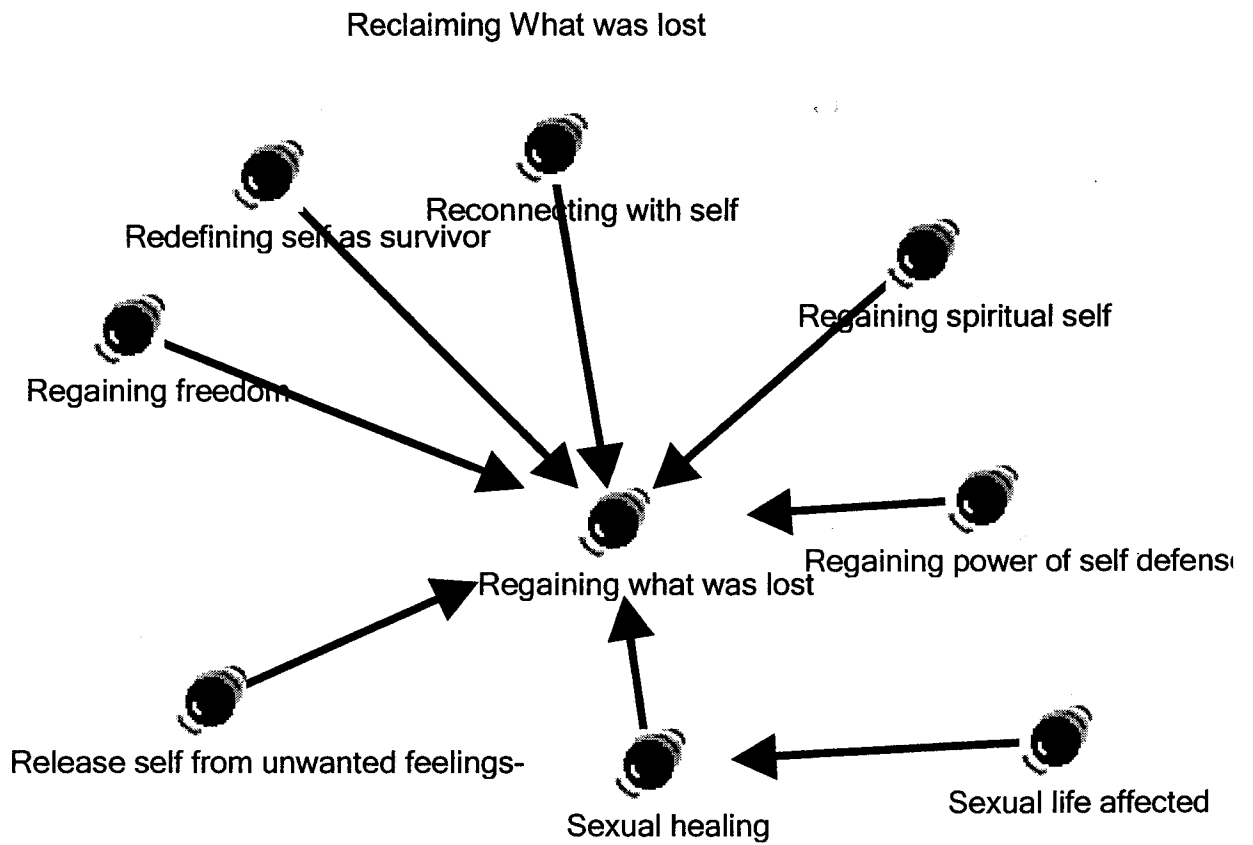 Reclaiming What was lost
Reconnecting with self
Redefining self as survivor
Regaining spiritual self
Regaining freedom
Regaining power of self defens
Regaining what was lost
Release self from unwanted feelings-
Sexual life affected
Sexual healing